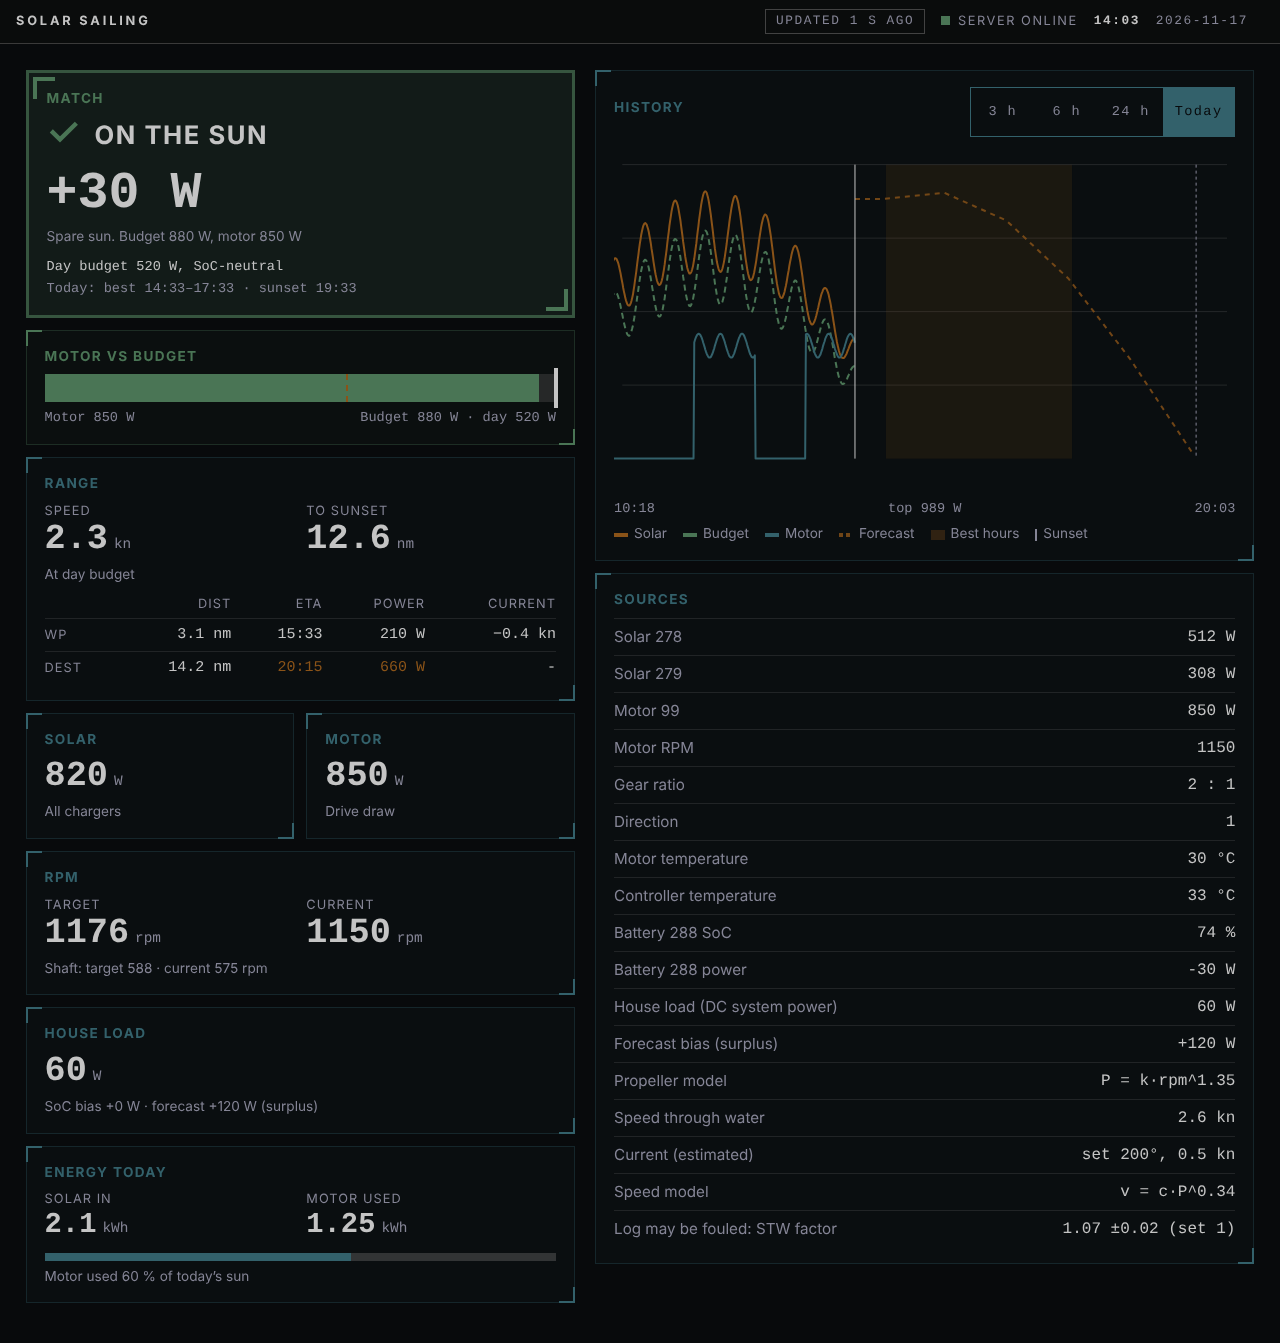 SOLAR SAILING
UPDATED 1 S AGO
SERVER ONLINE 14:03 2026-11-17
MATCH
ON THE SUN
+30 W
Spare sun. Budget 880 W, motor 850 W
Day budget 520 W, SoC-neutral
Today: best 14:33–17:33 · sunset 19:33
MOTOR VS BUDGET
Motor 850 W
Budget 880 W · day 520 W
RANGE
SPEED TO SUNSET
2.3 kn 12.6 nm
At day budget
DIST ETA POWER CURRENT
WP 3.1 nm 15:33 210 W −0.4 kn
DEST 14.2 nm 20:15 660 W -
SOLAR
820 W
All chargers
MOTOR
850 W
Drive draw
RPM
TARGET CURRENT
1176 rpm 1150 rpm
Shaft: target 588 · current 575 rpm
HOUSE LOAD
60 W
SoC bias +0 W · forecast +120 W (surplus)
ENERGY TODAY
SOLAR IN MOTOR USED
2.1 kWh 1.25 kWh
Motor used 60 % of today's sun
HISTORY
3 h 6 h 24 h Today
10:18 top 989 W 20:03
Solar Budget Motor Forecast Best hours Sunset
SOURCES
Solar 278 512 W
Solar 279 308 W
Motor 99 850 W
Motor RPM 1150
Gear ratio 2 : 1
Direction 1
Motor temperature 30 °C
Controller temperature 33 °C
Battery 288 SoC 74 %
Battery 288 power -30 W
House load (DC system power) 60 W
Forecast bias (surplus) +120 W
Propeller model P = k·rpm^1.35
Speed through water 2.6 kn
Current (estimated) set 200°, 0.5 kn
Speed model v = c·P^0.34
Log may be fouled: STW factor 1.07 ±0.02 (set 1)